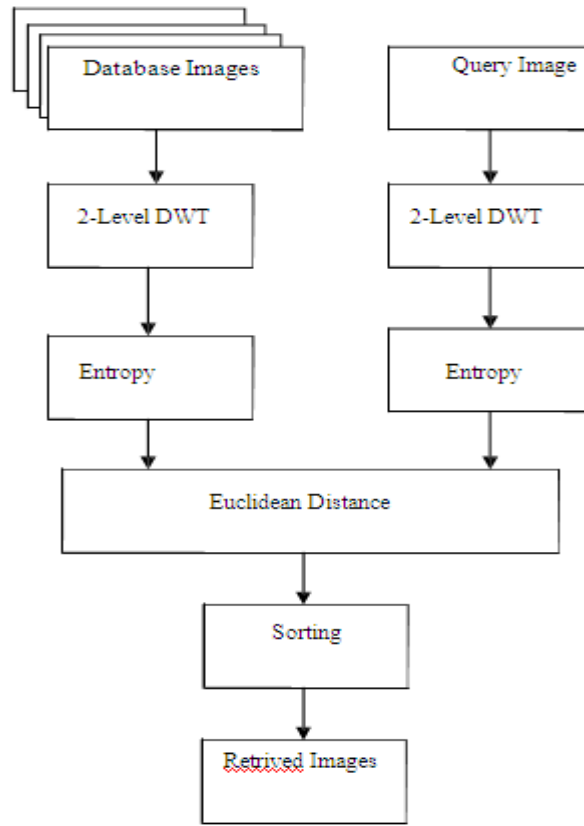 Database Images
Query Image
2-Level DWT
2-Level DWT
Entropy
Entropy
Euclidean Distance
Sorting
Retrived Images